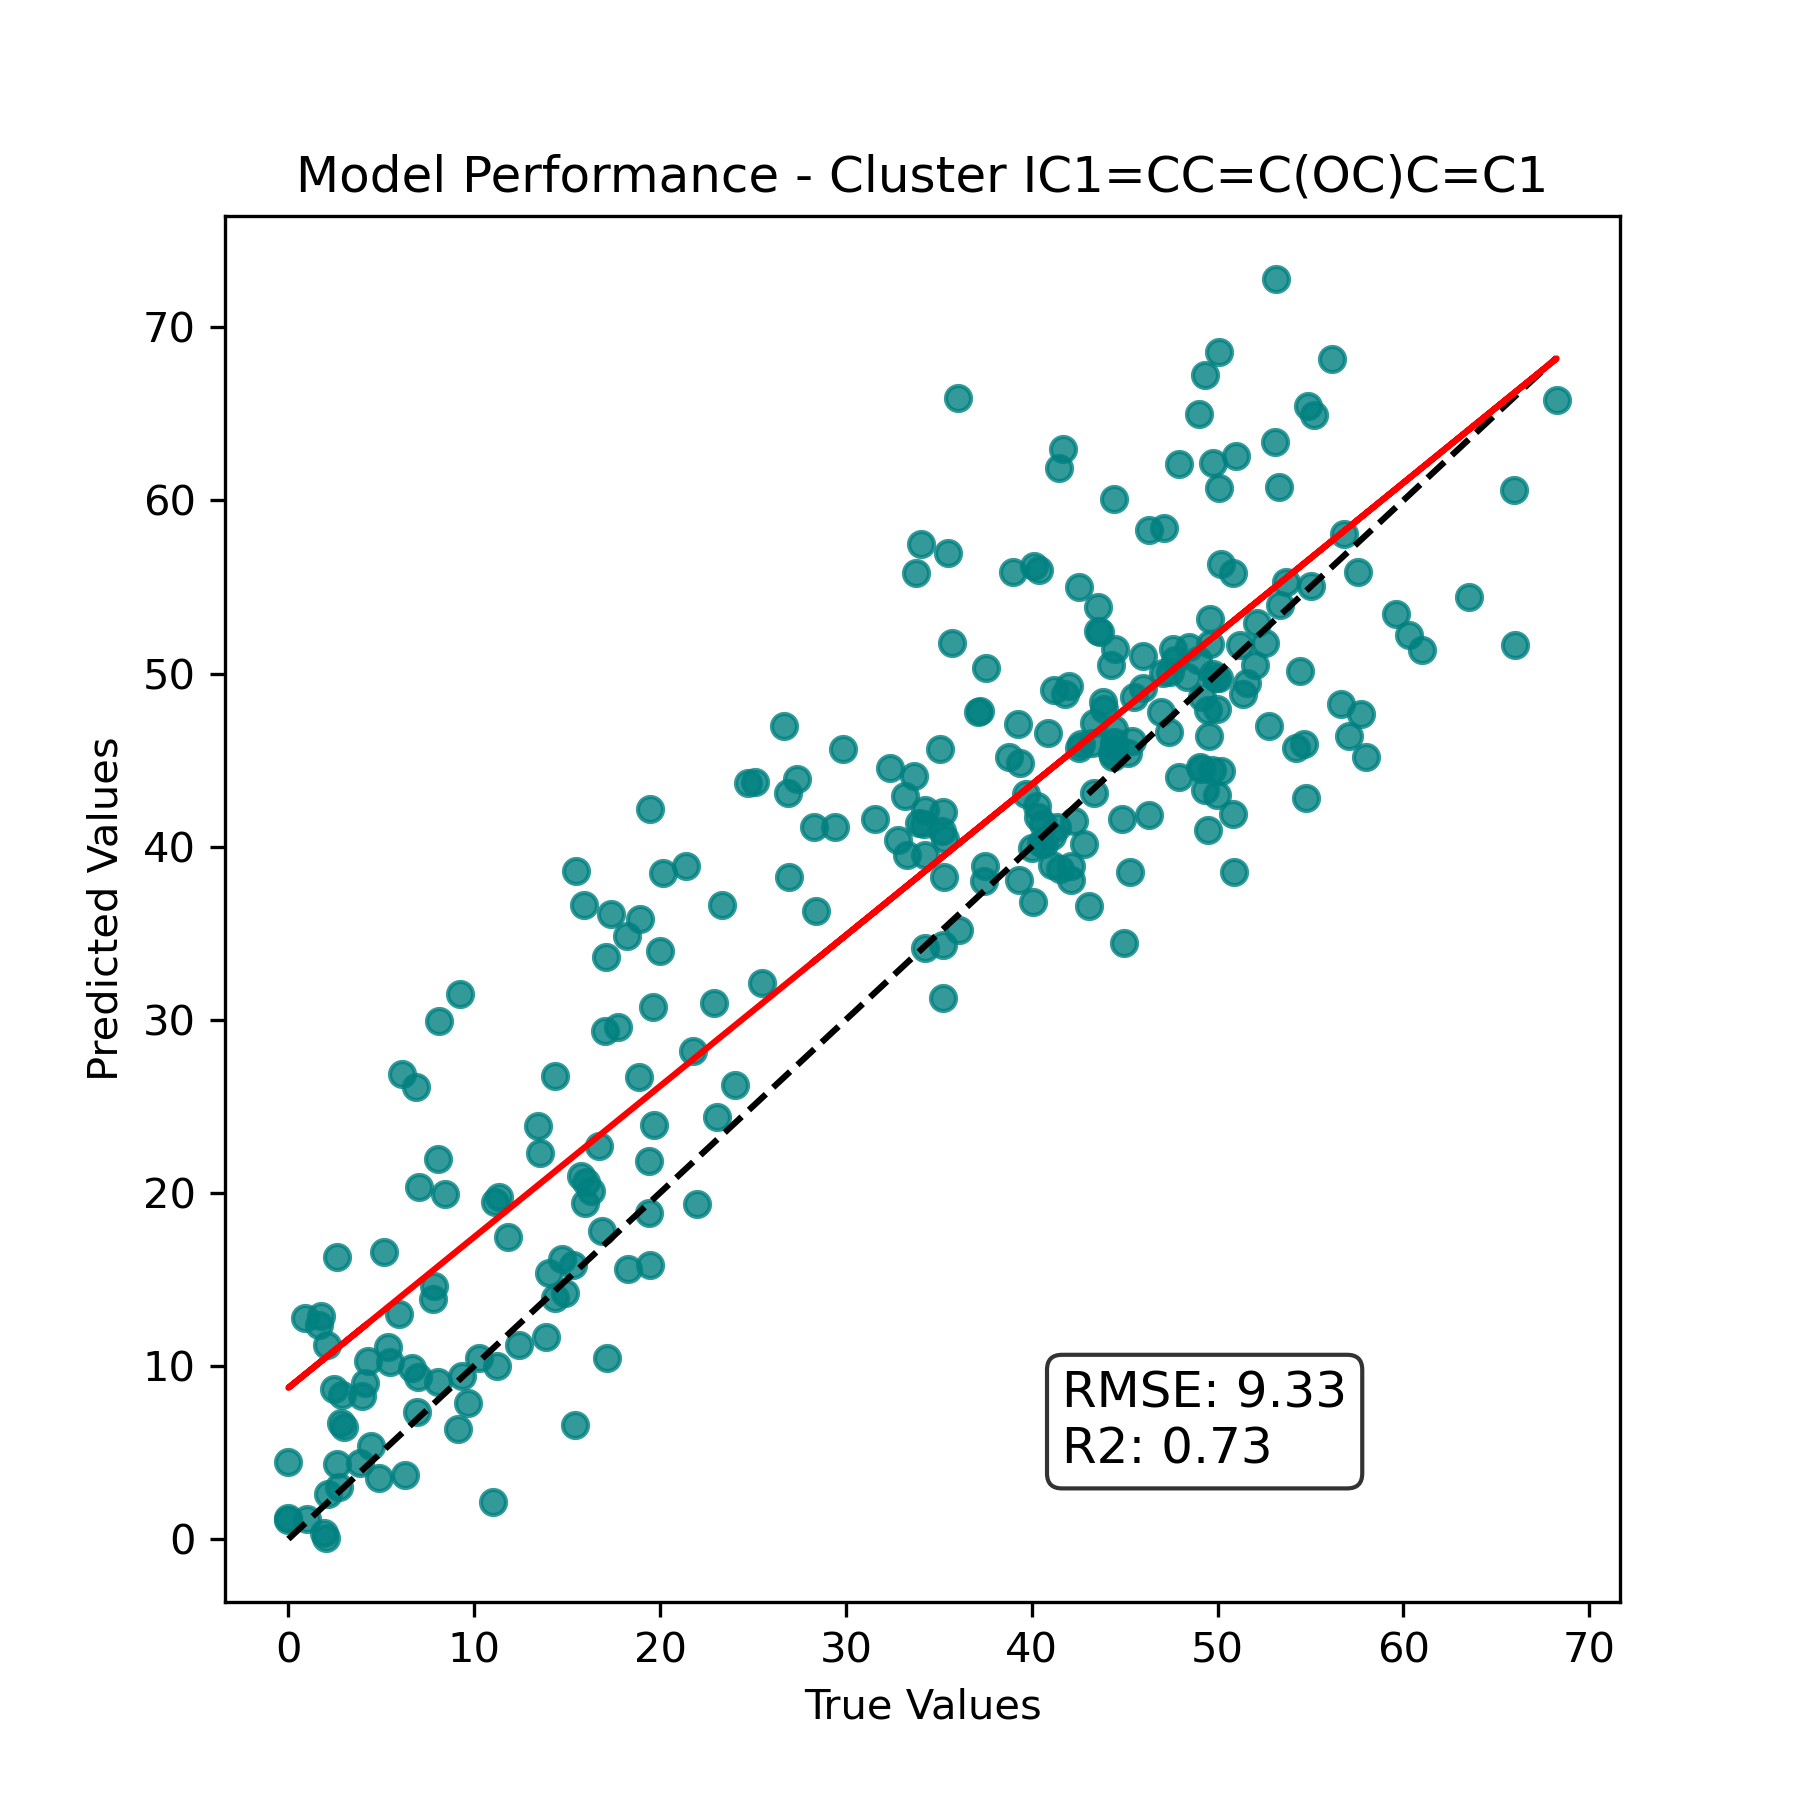 Model Performance - Cluster IC1=CC=C(OC)C=C1
Predicted Values
70
60
50
40
30
20
10
0
RMSE: 9.33
R2: 0.73
0 10 20 30 40 50 60 70
True Values